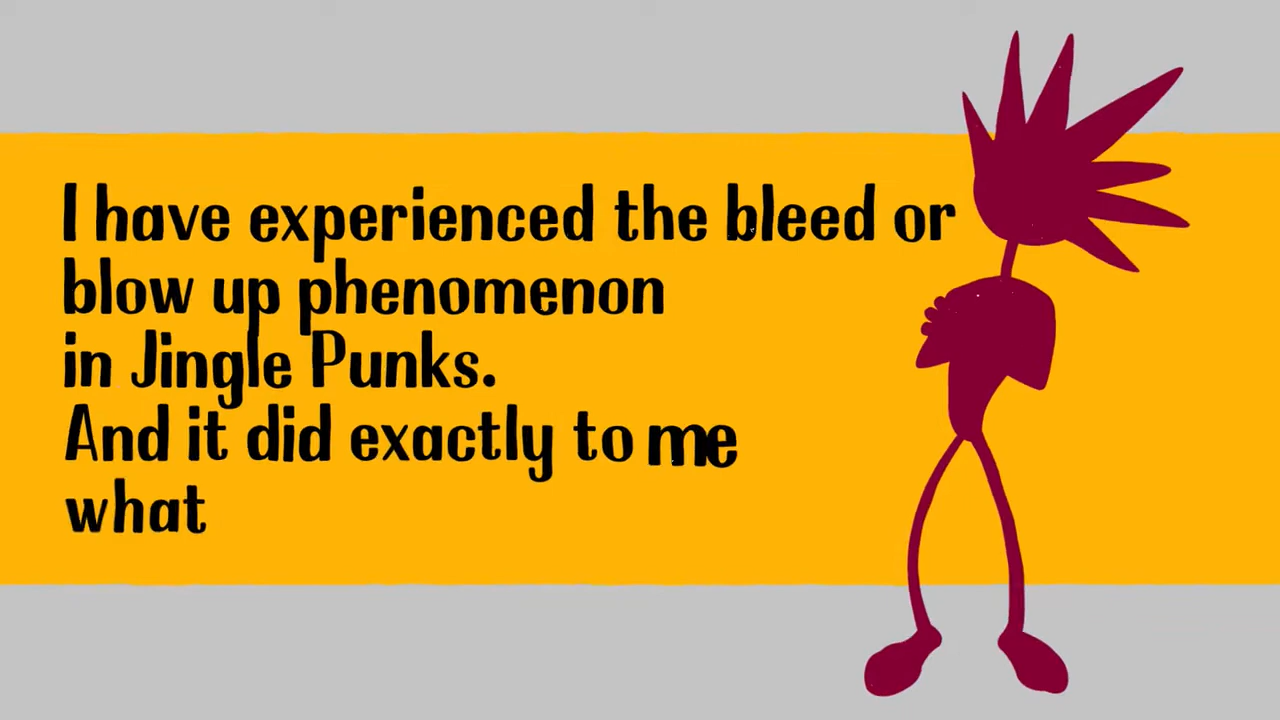 I have experienced the bleed or
blow up phenomenon
in Jingle Punks.
And it did exactly to me
what